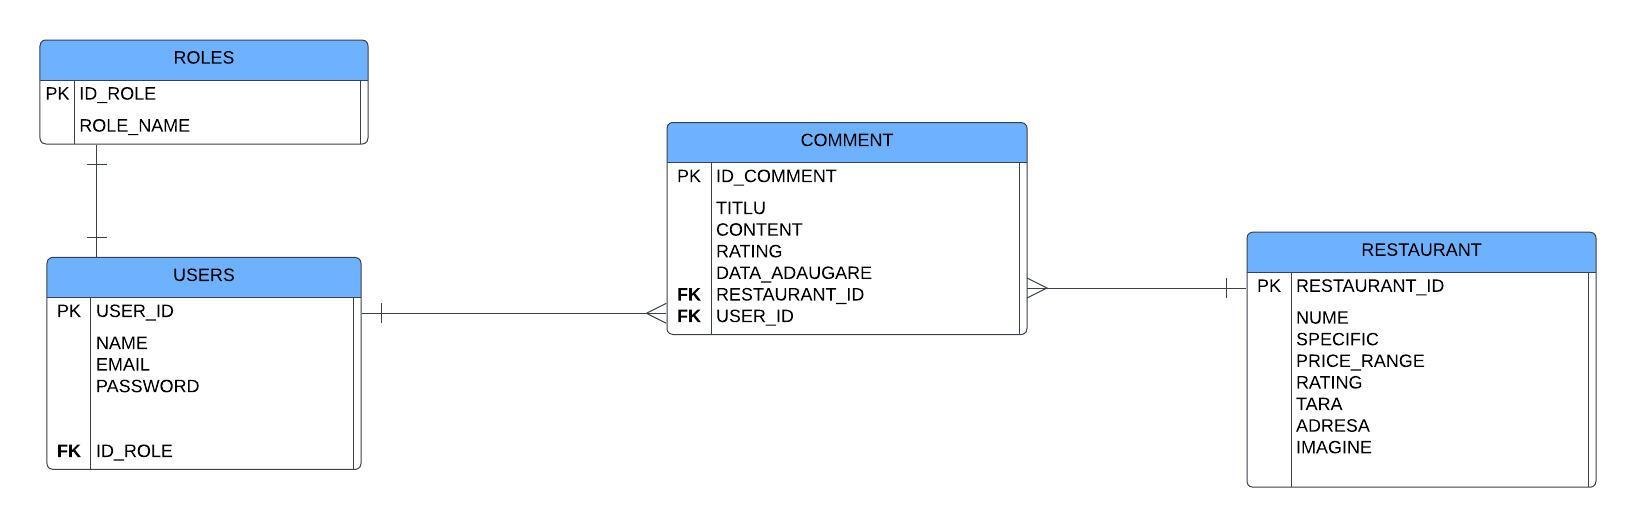 ROLES
PK ID_ROLE
ROLE_NAME
USERS
PK USER_ID
NAME
EMAIL
PASSWORD
FK ID_ROLE
COMMENT
PK ID_COMMENT
TITLU
CONTENT
RATING
DATA_ADAUGARE
FK RESTAURANT_ID
FK USER_ID
RESTAURANT
PK RESTAURANT_ID
NUME
SPECIFIC
PRICE_RANGE
RATING
TARA
ADRESA
IMAGINE